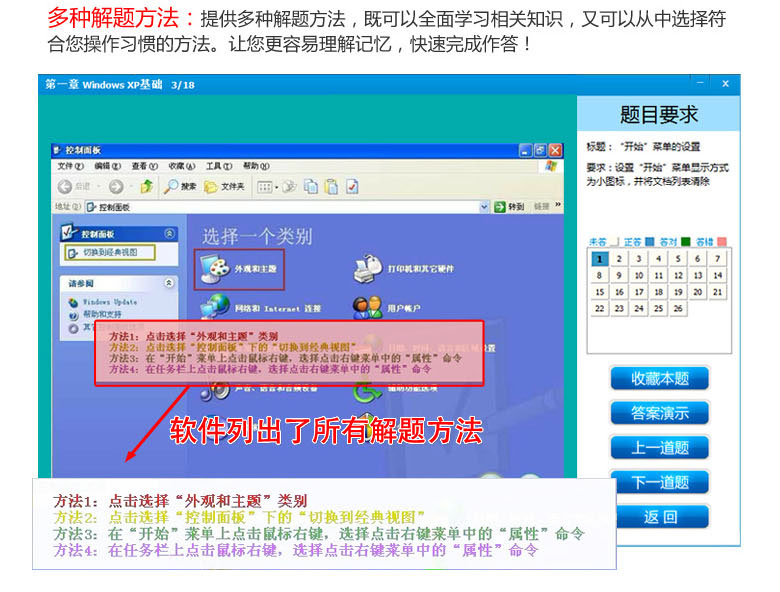 多种解题方法：提供多种解题方法，既可以全面学习相关知识，又可以从中选择符
合您操作习惯的方法。让您更容易理解记忆，快速完成作答！
第一章 Windows XP基础 3/18
题目要求
标题：“开始”菜单的设置
要求：设置“开始”菜单显示方式
为小图标，并将文档列表清除
控制面板
文件(F) 编辑(E) 查看(V) 收藏(A) 工具(T) 帮助(H)
后退 搜索 文件夹
地址(D) 控制面板 转到 链接 »
控制面板
切换到经典视图
请参阅
Windows Update
帮助和支持
选择一个类别
外观和主题 打印机和其它硬件
网络和 Internet 连接 用户帐户
方法1：点击选择“外观和主题”类别
方法2：点击选择“控制面板”下的“切换到经典视图”
方法3：在“开始”菜单上点击鼠标右键，选择点击右键菜单中的“属性”命令
方法4：在任务栏上点击鼠标右键，选择点击右键菜单中的“属性”命令
声音、语音和音频设备 辅助功能选项
软件列出了所有解题方法
未答 正答 答对 答错
1 2 3 4 5 6 7
8 9 10 11 12 13 14
15 16 17 18 19 20 21
22 23 24 25 26
收藏本题
答案演示
上一道题
下一道题
返 回
方法1：点击选择“外观和主题”类别
方法2：点击选择“控制面板”下的“切换到经典视图”
方法3：在“开始”菜单上点击鼠标右键，选择点击右键菜单中的“属性”命令
方法4：在任务栏上点击鼠标右键，选择点击右键菜单中的“属性”命令